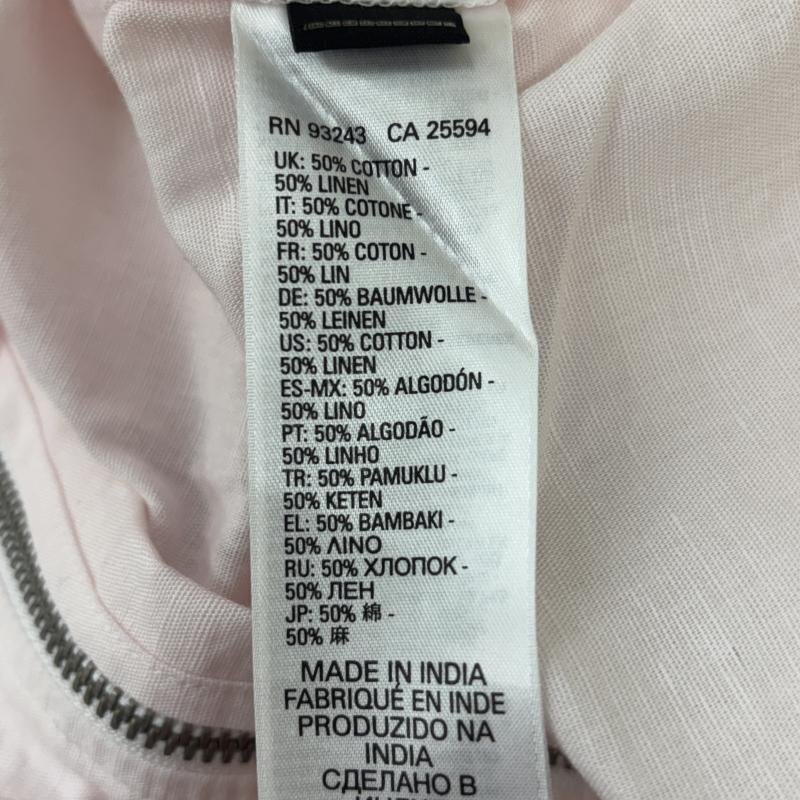 RN 93243 CA 25594
UK: 50% COTTON -
50% LINEN
IT: 50% COTONE -
50% LINO
FR: 50% COTON -
50% LIN
DE: 50% BAUMWOLLE -
50% LEINEN
US: 50% COTTON -
50% LINEN
ES-MX: 50% ALGODÓN -
50% LINO
PT: 50% ALGODÃO -
50% LINHO
TR: 50% PAMUKLU -
50% KETEN
EL: 50% BAMBAKI -
50% ΛΙΝΟ
RU: 50% ХЛОПОК -
50% ЛЕН
JP: 50% 綿 -
50% 麻
MADE IN INDIA
FABRIQUÉ EN INDE
PRODUZIDO NA
INDIA
СДЕЛАНО В